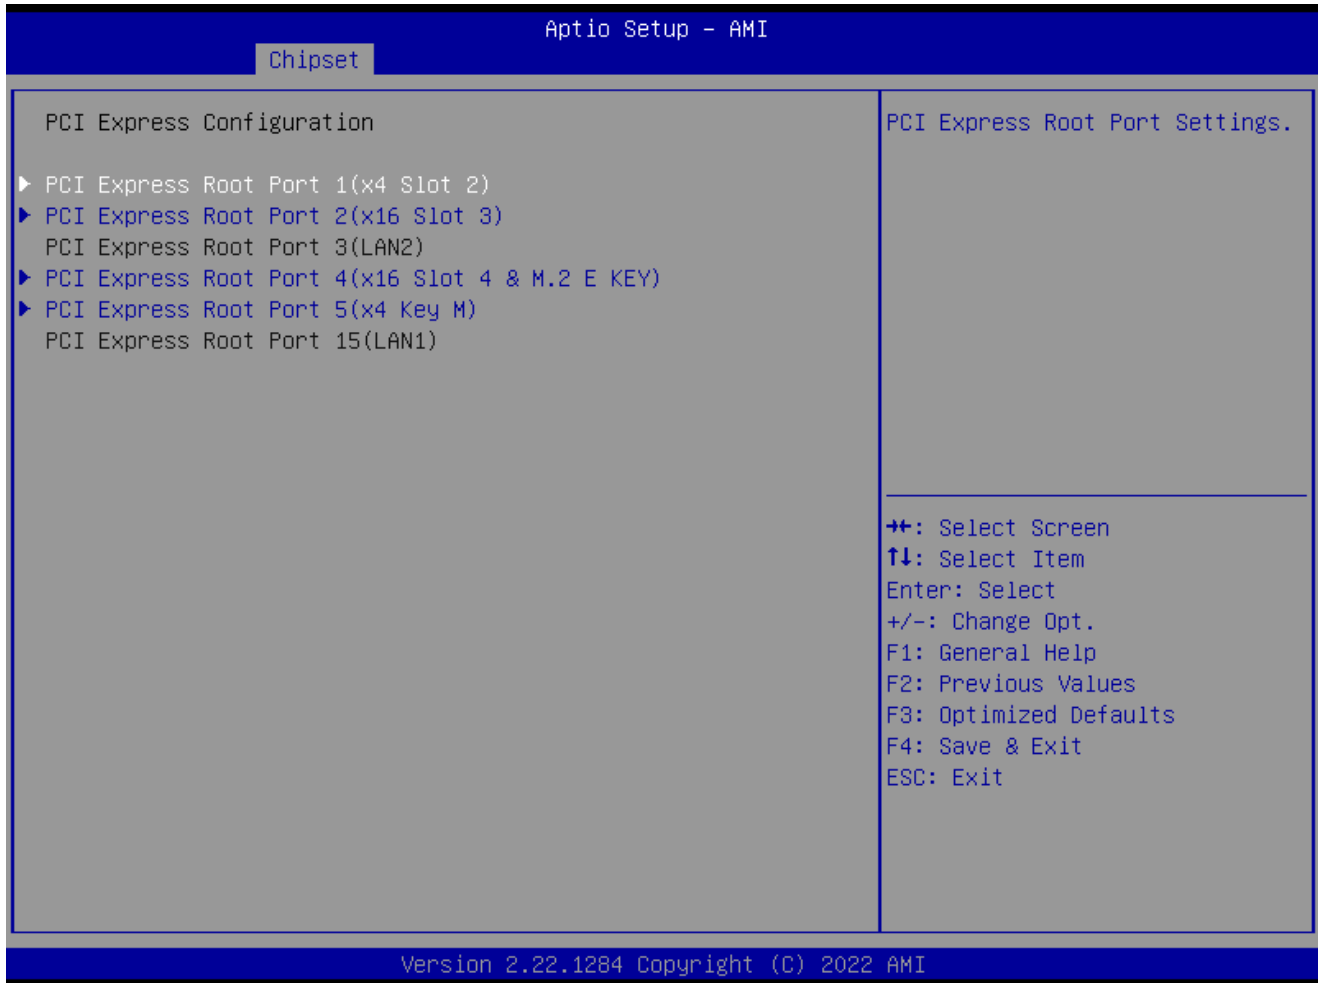 Aptio Setup – AMI
Chipset
PCI Express Configuration
▶ PCI Express Root Port 1(x4 Slot 2)
▶ PCI Express Root Port 2(x16 Slot 3)
PCI Express Root Port 3(LAN2)
▶ PCI Express Root Port 4(x16 Slot 4 & M.2 E KEY)
▶ PCI Express Root Port 5(x4 Key M)
PCI Express Root Port 15(LAN1)
PCI Express Root Port Settings.
→←: Select Screen
↑↓: Select Item
Enter: Select
+/-: Change Opt.
F1: General Help
F2: Previous Values
F3: Optimized Defaults
F4: Save & Exit
ESC: Exit
Version 2.22.1284 Copyright (C) 2022 AMI